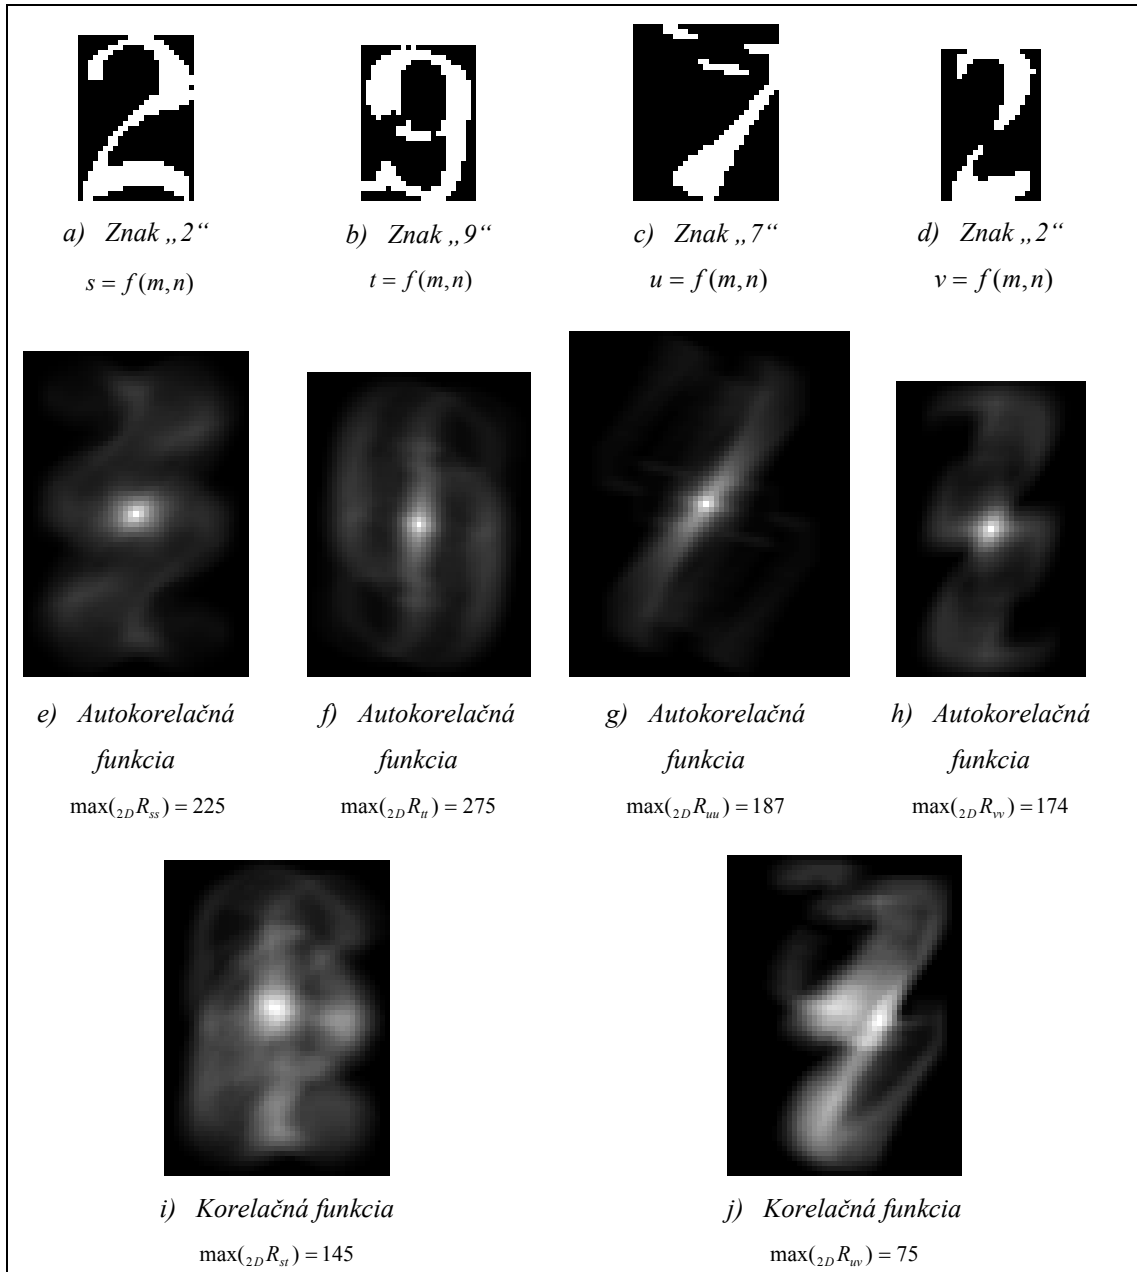 a) Znak „2“
b) Znak „9“
c) Znak „7“
d) Znak „2“
s = f(m,n)
t = f(m,n)
u = f(m,n)
v = f(m,n)
e) Autokorelačná
funkcia
max(₂DRss) = 225
f) Autokorelačná
funkcia
max(₂DRtt) = 275
g) Autokorelačná
funkcia
max(₂DRuu) = 187
h) Autokorelačná
funkcia
max(₂DRvv) = 174
i) Korelačná funkcia
max(₂DRst) = 145
j) Korelačná funkcia
max(₂DRuv) = 75